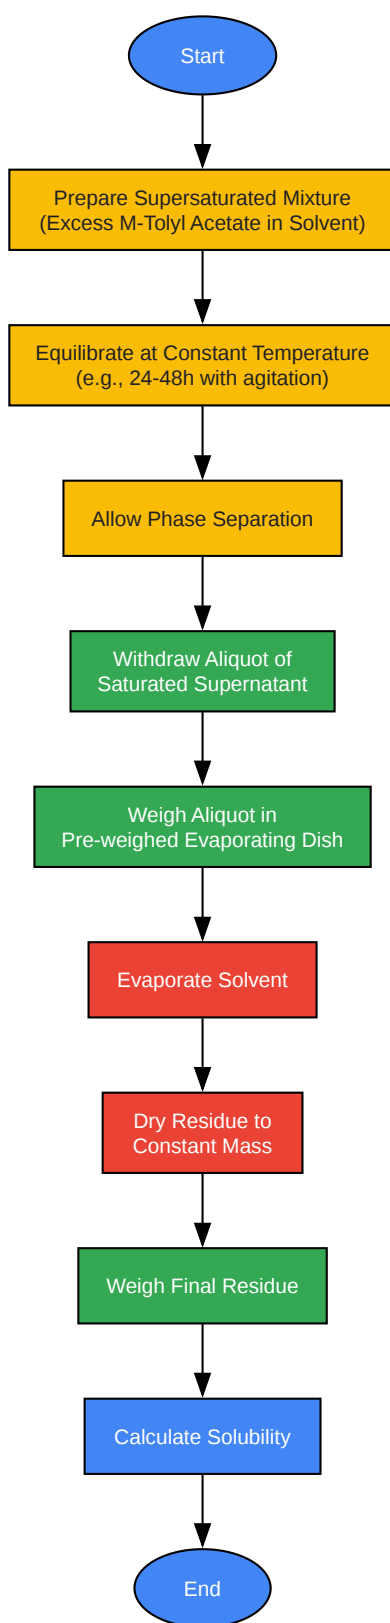 Start
Prepare Supersaturated Mixture
(Excess M-Tolyl Acetate in Solvent)
Equilibrate at Constant Temperature
(e.g., 24-48h with agitation)
Allow Phase Separation
Withdraw Aliquot of
Saturated Supernatant
Weigh Aliquot in
Pre-weighed Evaporating Dish
Evaporate Solvent
Dry Residue to
Constant Mass
Weigh Final Residue
Calculate Solubility
End